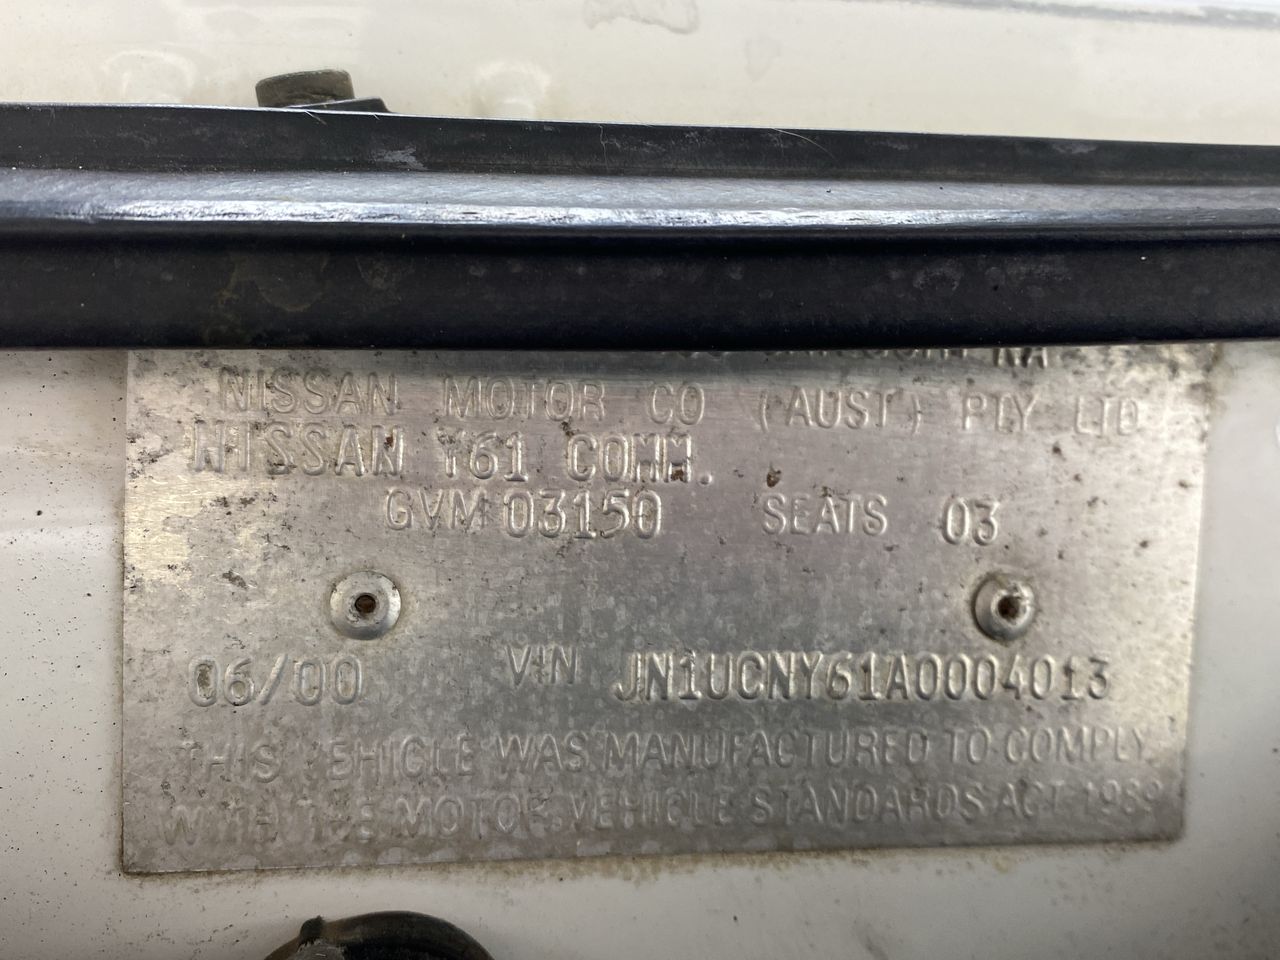 NISSAN MOTOR CO (AUST) PTY LTD
NISSAN Y61 COMM.
GVM 03150 SEATS 03
06/00 VIN JN1UCNY61A0004013
THIS VEHICLE WAS MANUFACTURED TO COMPLY
WITH THE MOTOR VEHICLE STANDARDS ACT 1989